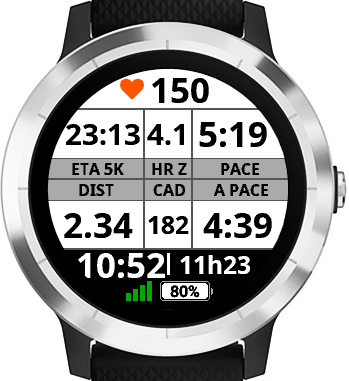 150
23:13 4.1 5:19
ETA 5K HR Z PACE
DIST CAD A PACE
2.34 182 4:39
10:52 11h23
80%